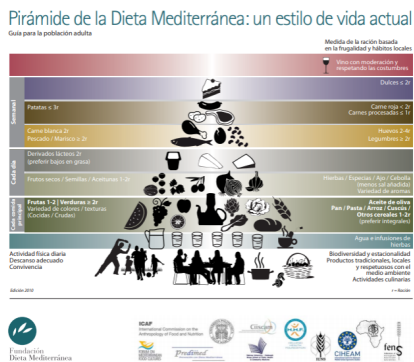 Pirámide de la Dieta Mediterránea: un estilo de vida actual
Guía para la población adulta
Medida de la ración basada
en la frugalidad y hábitos locales
Vino con moderación y
respetando las costumbres
Semanal
Dulces ≤ 2r
Patatas ≤ 3r
Carne roja < 2r
Carnes procesadas ≤ 1r
Carne blanca 2r
Pescado / Marisco ≥ 2r
Huevos 2-4r
Legumbres ≥ 2r
Cada día
Derivados lácteos 2r
(preferir bajos en grasa)
Frutos secos / Semillas / Aceitunas 1-2r
Hierbas / Especias / Ajo / Cebolla
(menos sal añadida)
Variedad de aromas
Cada comida
principal
Frutas 1-2 | Verduras ≥ 2r
Variedad de colores / texturas
(Cocidas / Crudas)
Aceite de oliva
Pan / Pasta / Arroz / Cuscús /
Otros cereales 1-2r
(preferir integrales)
Agua e infusiones de
hierbas
Actividad física diaria
Descanso adecuado
Convivencia
Biodiversidad y estacionalidad
Productos tradicionales, locales
y respetuosos con el
medio ambiente
Actividades culinarias
Edición 2010
r = Ración
Fundación
Dieta Mediterránea
ICAF
International Commission on the
Anthropology of Food and Nutrition
Predimed
CIHEAM
fens